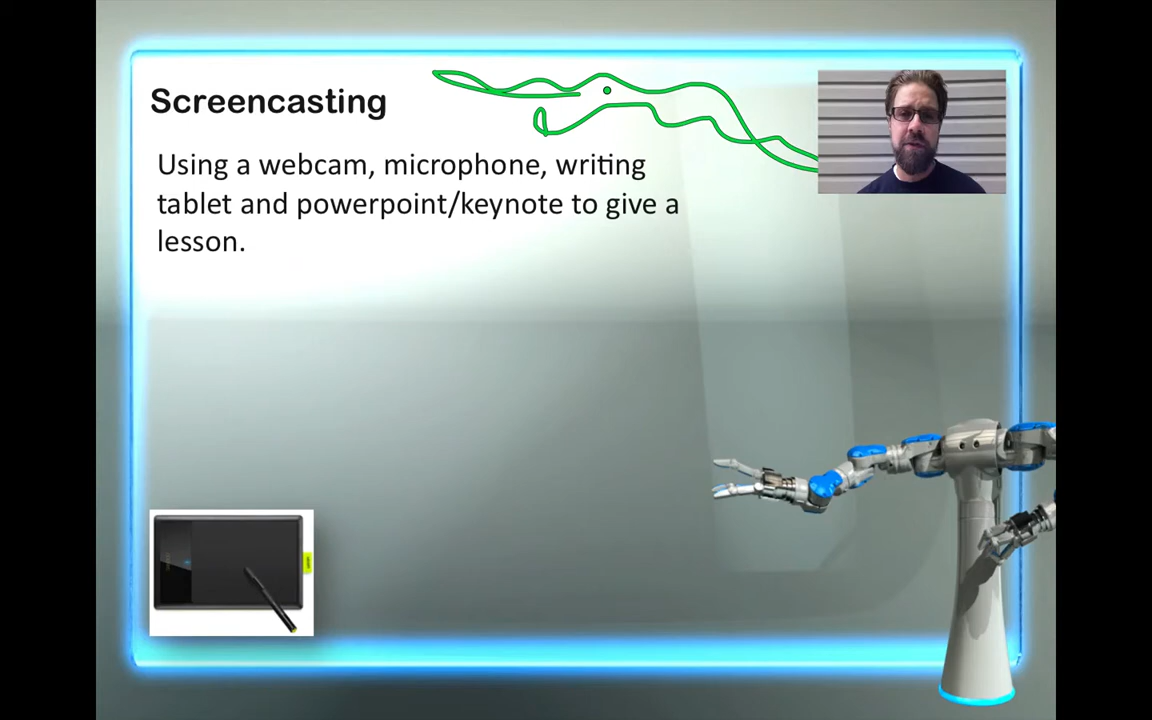 Screencasting
Using a webcam, microphone, writing
tablet and powerpoint/keynote to give a
lesson.